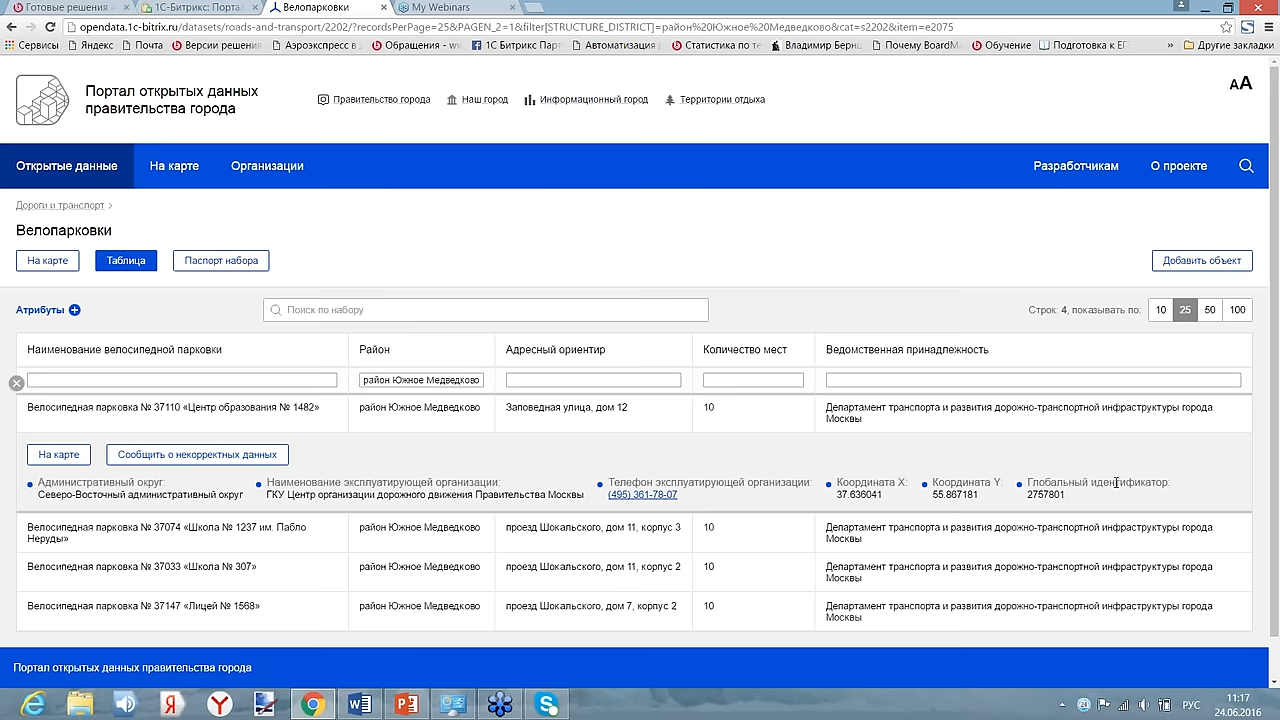 Готовые решения
1С-Битрикс: Порта
Велопарковки
My Webinars
opendata.1c-bitrix.ru/datasets/roads-and-transport/2202/?recordsPerPage=25&PAGEN_2=1&filter[STRUCTURE_DISTRICT]=район%20Южное%20Медведково&cat=s2202&item=e2075
Сервисы Яндекс Почта Версии решения Аэроэкспресс в Обращения - ww 1С Битрикс Парт Автоматизация Статистика по те Владимир Берн Почему BoardM Обучение Подготовка к ЕГ » Другие закладки
Портал открытых данных
правительства города
Правительство города Наш город Информационный город Территории отдыха
АА
Открытые данные На карте Организации Разработчикам О проекте
Дороги и транспорт >
Велопарковки
На карте Таблица Паспорт набора Добавить объект
Атрибуты Поиск по набору Строк: 4, показывать по: 10 25 50 100
Наименование велосипедной парковки Район Адресный ориентир Количество мест Ведомственная принадлежность
район Южное Медведково
Велосипедная парковка № 37110 «Центр образования № 1482» район Южное Медведково Заповедная улица, дом 12 10 Департамент транспорта и развития дорожно-транспортной инфраструктуры города
Москвы
На карте Сообщить о некорректных данных
Административный округ: Наименование эксплуатирующей организации: Телефон эксплуатирующей организации: Координата X: Координата Y: Глобальный идентификатор:
Северо-Восточный административный округ ГКУ Центр организации дорожного движения Правительства Москвы (495) 361-78-07 37.636041 55.867181 2757801
Велосипедная парковка № 37074 «Школа № 1237 им. Пабло район Южное Медведково проезд Шокальского, дом 11, корпус 3 10 Департамент транспорта и развития дорожно-транспортной инфраструктуры города
Неруды» Москвы
Велосипедная парковка № 37033 «Школа № 307» район Южное Медведково проезд Шокальского, дом 11, корпус 2 10 Департамент транспорта и развития дорожно-транспортной инфраструктуры города
Москвы
Велосипедная парковка № 37147 «Лицей № 1568» район Южное Медведково проезд Шокальского, дом 7, корпус 2 10 Департамент транспорта и развития дорожно-транспортной инфраструктуры города
Москвы
Портал открытых данных правительства города
РУС 11:17
24.06.2016